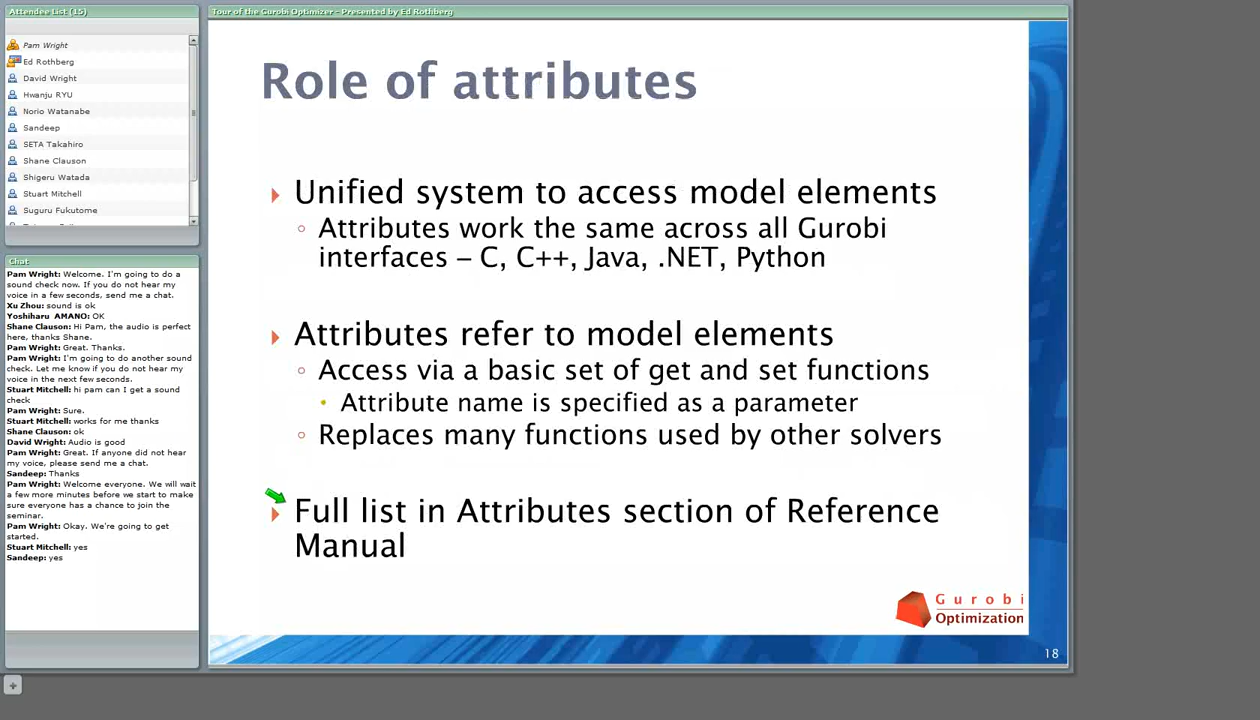 Attendee List (15)
Pam Wright
Ed Rothberg
David Wright
Hwanju RYU
Norio Watanabe
Sandeep
SETA Takahiro
Shane Clauson
Shigeru Watada
Stuart Mitchell
Suguru Fukutome
Chat
Pam Wright: Welcome. I'm going to do a
sound check now. If you do not hear my
voice in a few seconds, send me a chat.
Xu Zhou: sound is ok
Yoshiharu AMANO: OK
Shane Clauson: Hi Pam, the audio is perfect
here, thanks Shane.
Pam Wright: Great. Thanks.
Pam Wright: I'm going to do another sound
check. Let me know if you do not hear my
voice in the next few seconds.
Stuart Mitchell: hi pam can I get a sound
check
Pam Wright: Sure.
Stuart Mitchell: works for me thanks
Shane Clauson: ok
David Wright: Audio is good
Pam Wright: Great. If anyone did not hear
my voice, please send me a chat.
Sandeep: Thanks
Pam Wright: Welcome everyone. We will wait
a few more minutes before we start to make
sure everyone has a chance to join the
seminar.
Pam Wright: Okay. We're going to get
started.
Stuart Mitchell: yes
Sandeep: yes
Tour of the Gurobi Optimizer - Presented by Ed Rothberg
Role of attributes
Unified system to access model elements
Attributes work the same across all Gurobi
interfaces – C, C++, Java, .NET, Python
Attributes refer to model elements
Access via a basic set of get and set functions
Attribute name is specified as a parameter
Replaces many functions used by other solvers
Full list in Attributes section of Reference
Manual
Gurobi
Optimization
18